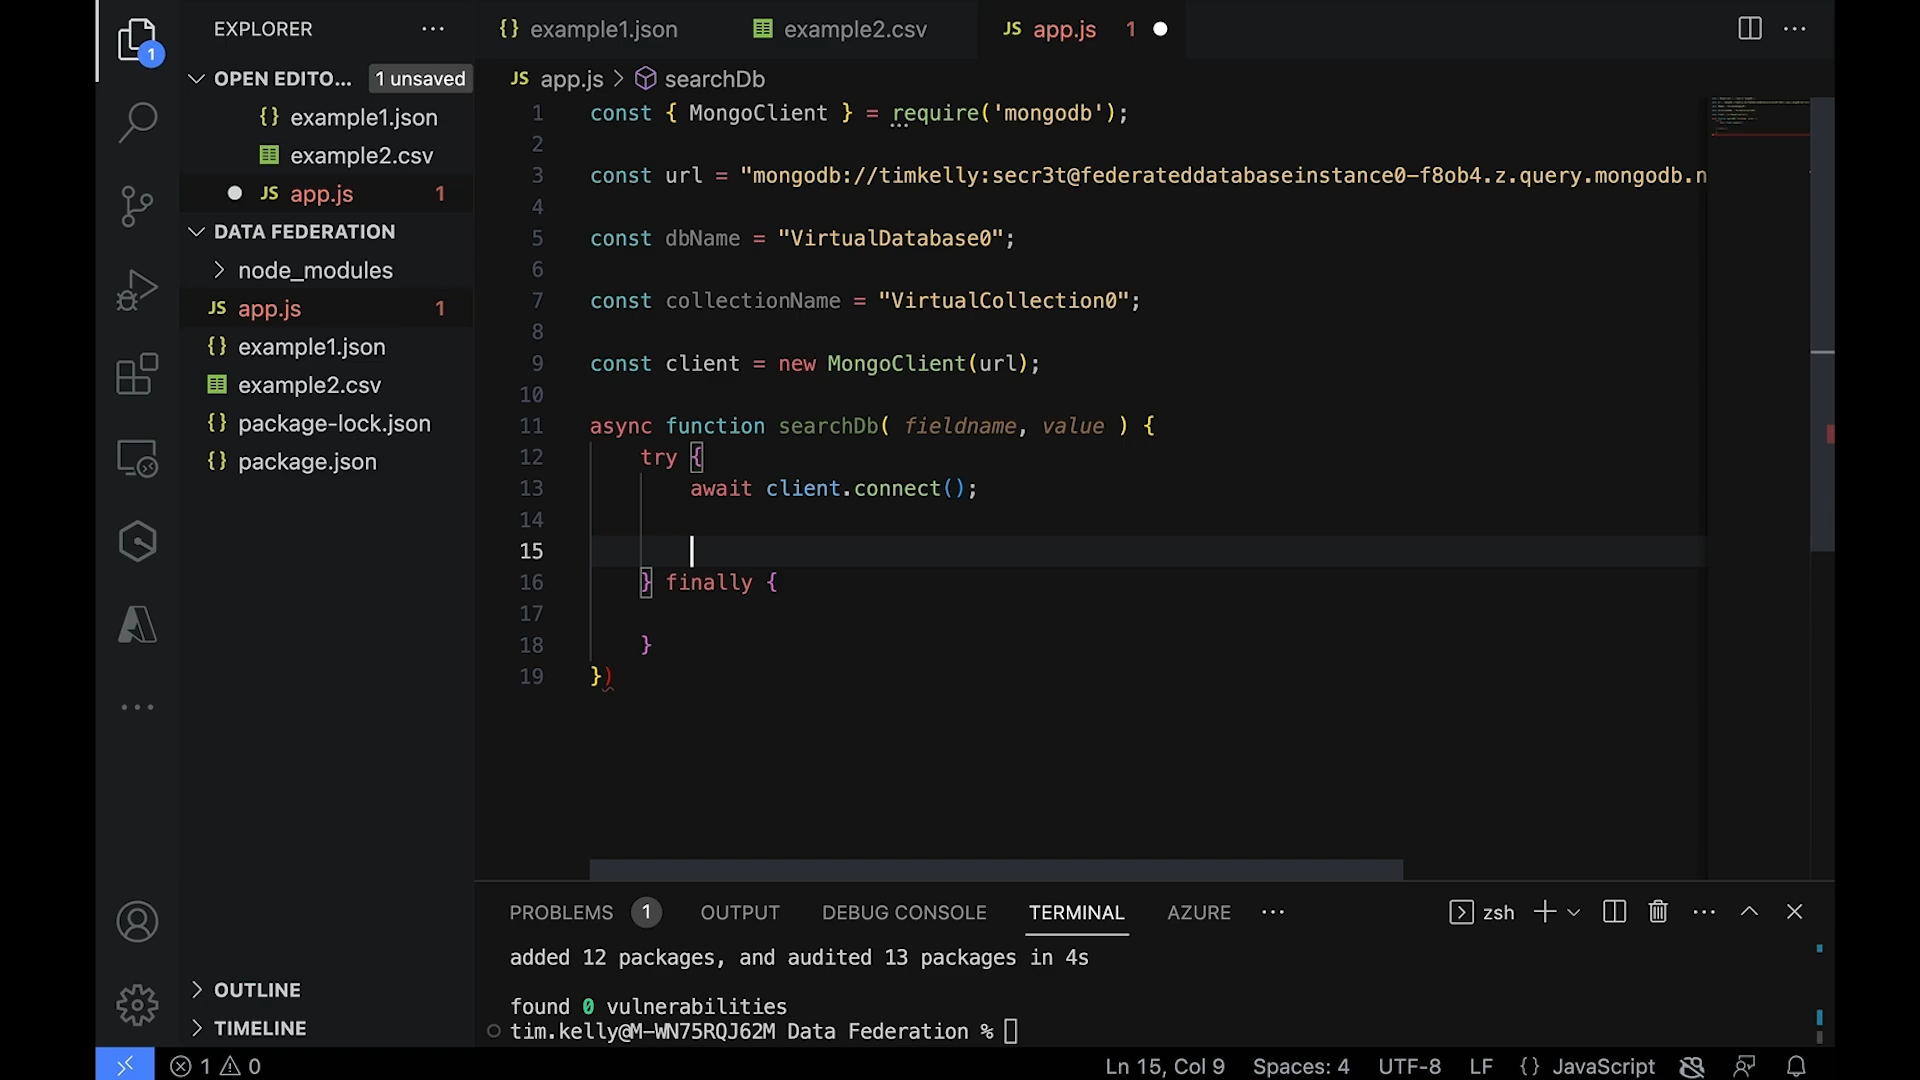 EXPLORER
1
OPEN EDITO...
1 unsaved
{} example1.json
example2.csv
JS app.js 1
DATA FEDERATION
node_modules
JS app.js 1
{} example1.json
example2.csv
{} package-lock.json
{} package.json
OUTLINE
TIMELINE
{} example1.json
example2.csv
JS app.js 1
JS app.js > searchDb
1 const { MongoClient } = require('mongodb');
2
3 const url = "mongodb://timkelly:secr3t@federateddatabaseinstance0-f8ob4.z.query.mongodb.n
4
5 const dbName = "VirtualDatabase0";
6
7 const collectionName = "VirtualCollection0";
8
9 const client = new MongoClient(url);
10
11 async function searchDb( fieldname, value ) {
12 try {
13 await client.connect();
14
15
16 } finally {
17
18 }
19 })
PROBLEMS 1 OUTPUT DEBUG CONSOLE TERMINAL AZURE
zsh
added 12 packages, and audited 13 packages in 4s
found 0 vulnerabilities
tim.kelly@M-WN75RQJ62M Data Federation %
1 0
Ln 15, Col 9 Spaces: 4 UTF-8 LF {} JavaScript